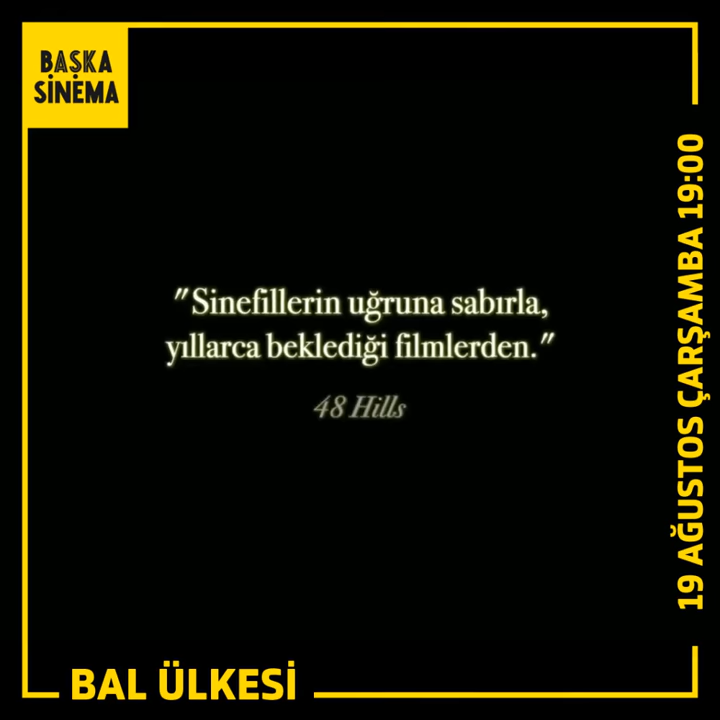 BAŞKA
SİNEMA
"Sinefillerin uğruna sabırla,
yıllarca beklediği filmlerden."
48 Hills
19 AĞUSTOS ÇARŞAMBA 19:00
BAL ÜLKESİ